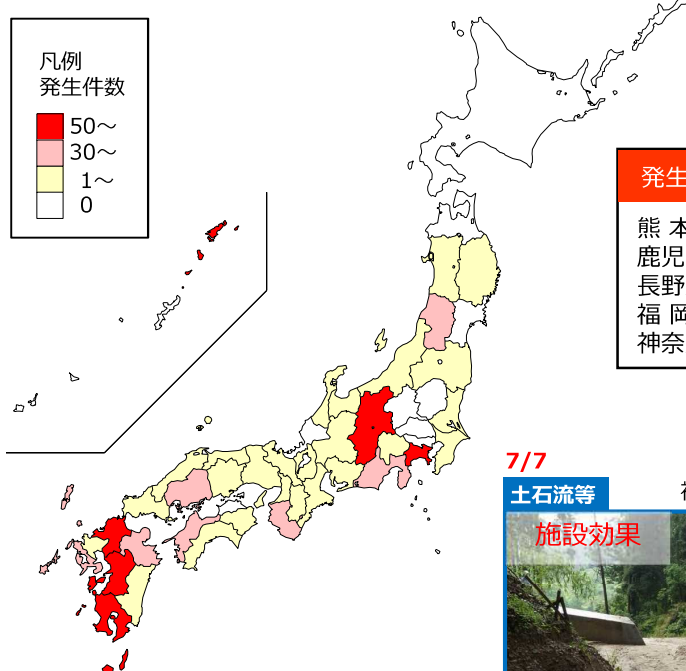 凡例
発生件数
50～
30～
1～
0
発生
熊 本
鹿児
長野
福 岡
神奈
7/7
土石流等
施設効果